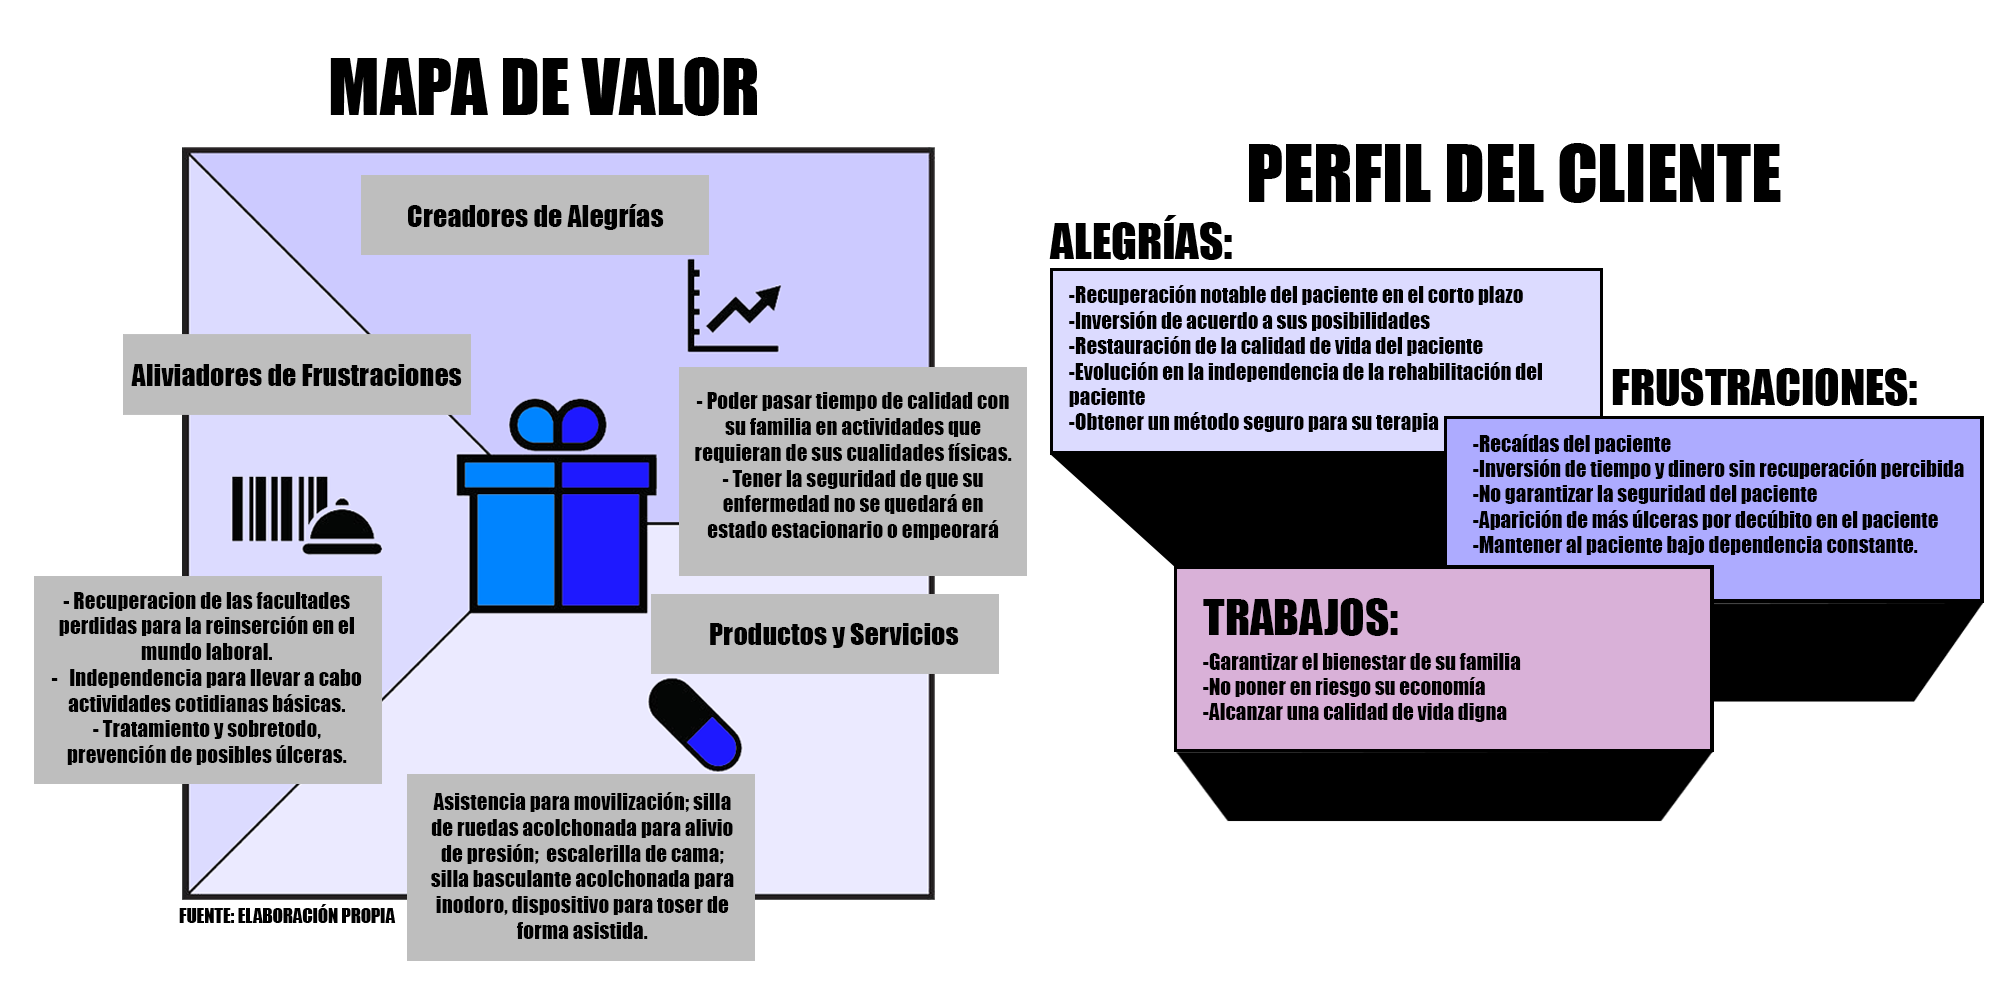 MAPA DE VALOR
Creadores de Alegrías
Aliviadores de Frustraciones
- Poder pasar tiempo de calidad con
su familia en actividades que
requieran de sus cualidades físicas.
- Tener la seguridad de que su
enfermedad no se quedará en
estado estacionario o empeorará
- Recuperacion de las facultades
perdidas para la reinserción en el
mundo laboral.
- Independencia para llevar a cabo
actividades cotidianas básicas.
- Tratamiento y sobretodo,
prevención de posibles úlceras.
Productos y Servicios
Asistencia para movilización; silla
de ruedas acolchonada para alivio
de presión; escalerilla de cama;
silla basculante acolchonada para
inodoro, dispositivo para toser de
forma asistida.
FUENTE: ELABORACIÓN PROPIA
PERFIL DEL CLIENTE
ALEGRÍAS:
-Recuperación notable del paciente en el corto plazo
-Inversión de acuerdo a sus posibilidades
-Restauración de la calidad de vida del paciente
-Evolución en la independencia de la rehabilitación del
paciente
-Obtener un método seguro para su terapia
FRUSTRACIONES:
-Recaídas del paciente
-Inversión de tiempo y dinero sin recuperación percibida
-No garantizar la seguridad del paciente
-Aparición de más úlceras por decúbito en el paciente
-Mantener al paciente bajo dependencia constante.
TRABAJOS:
-Garantizar el bienestar de su familia
-No poner en riesgo su economía
-Alcanzar una calidad de vida digna